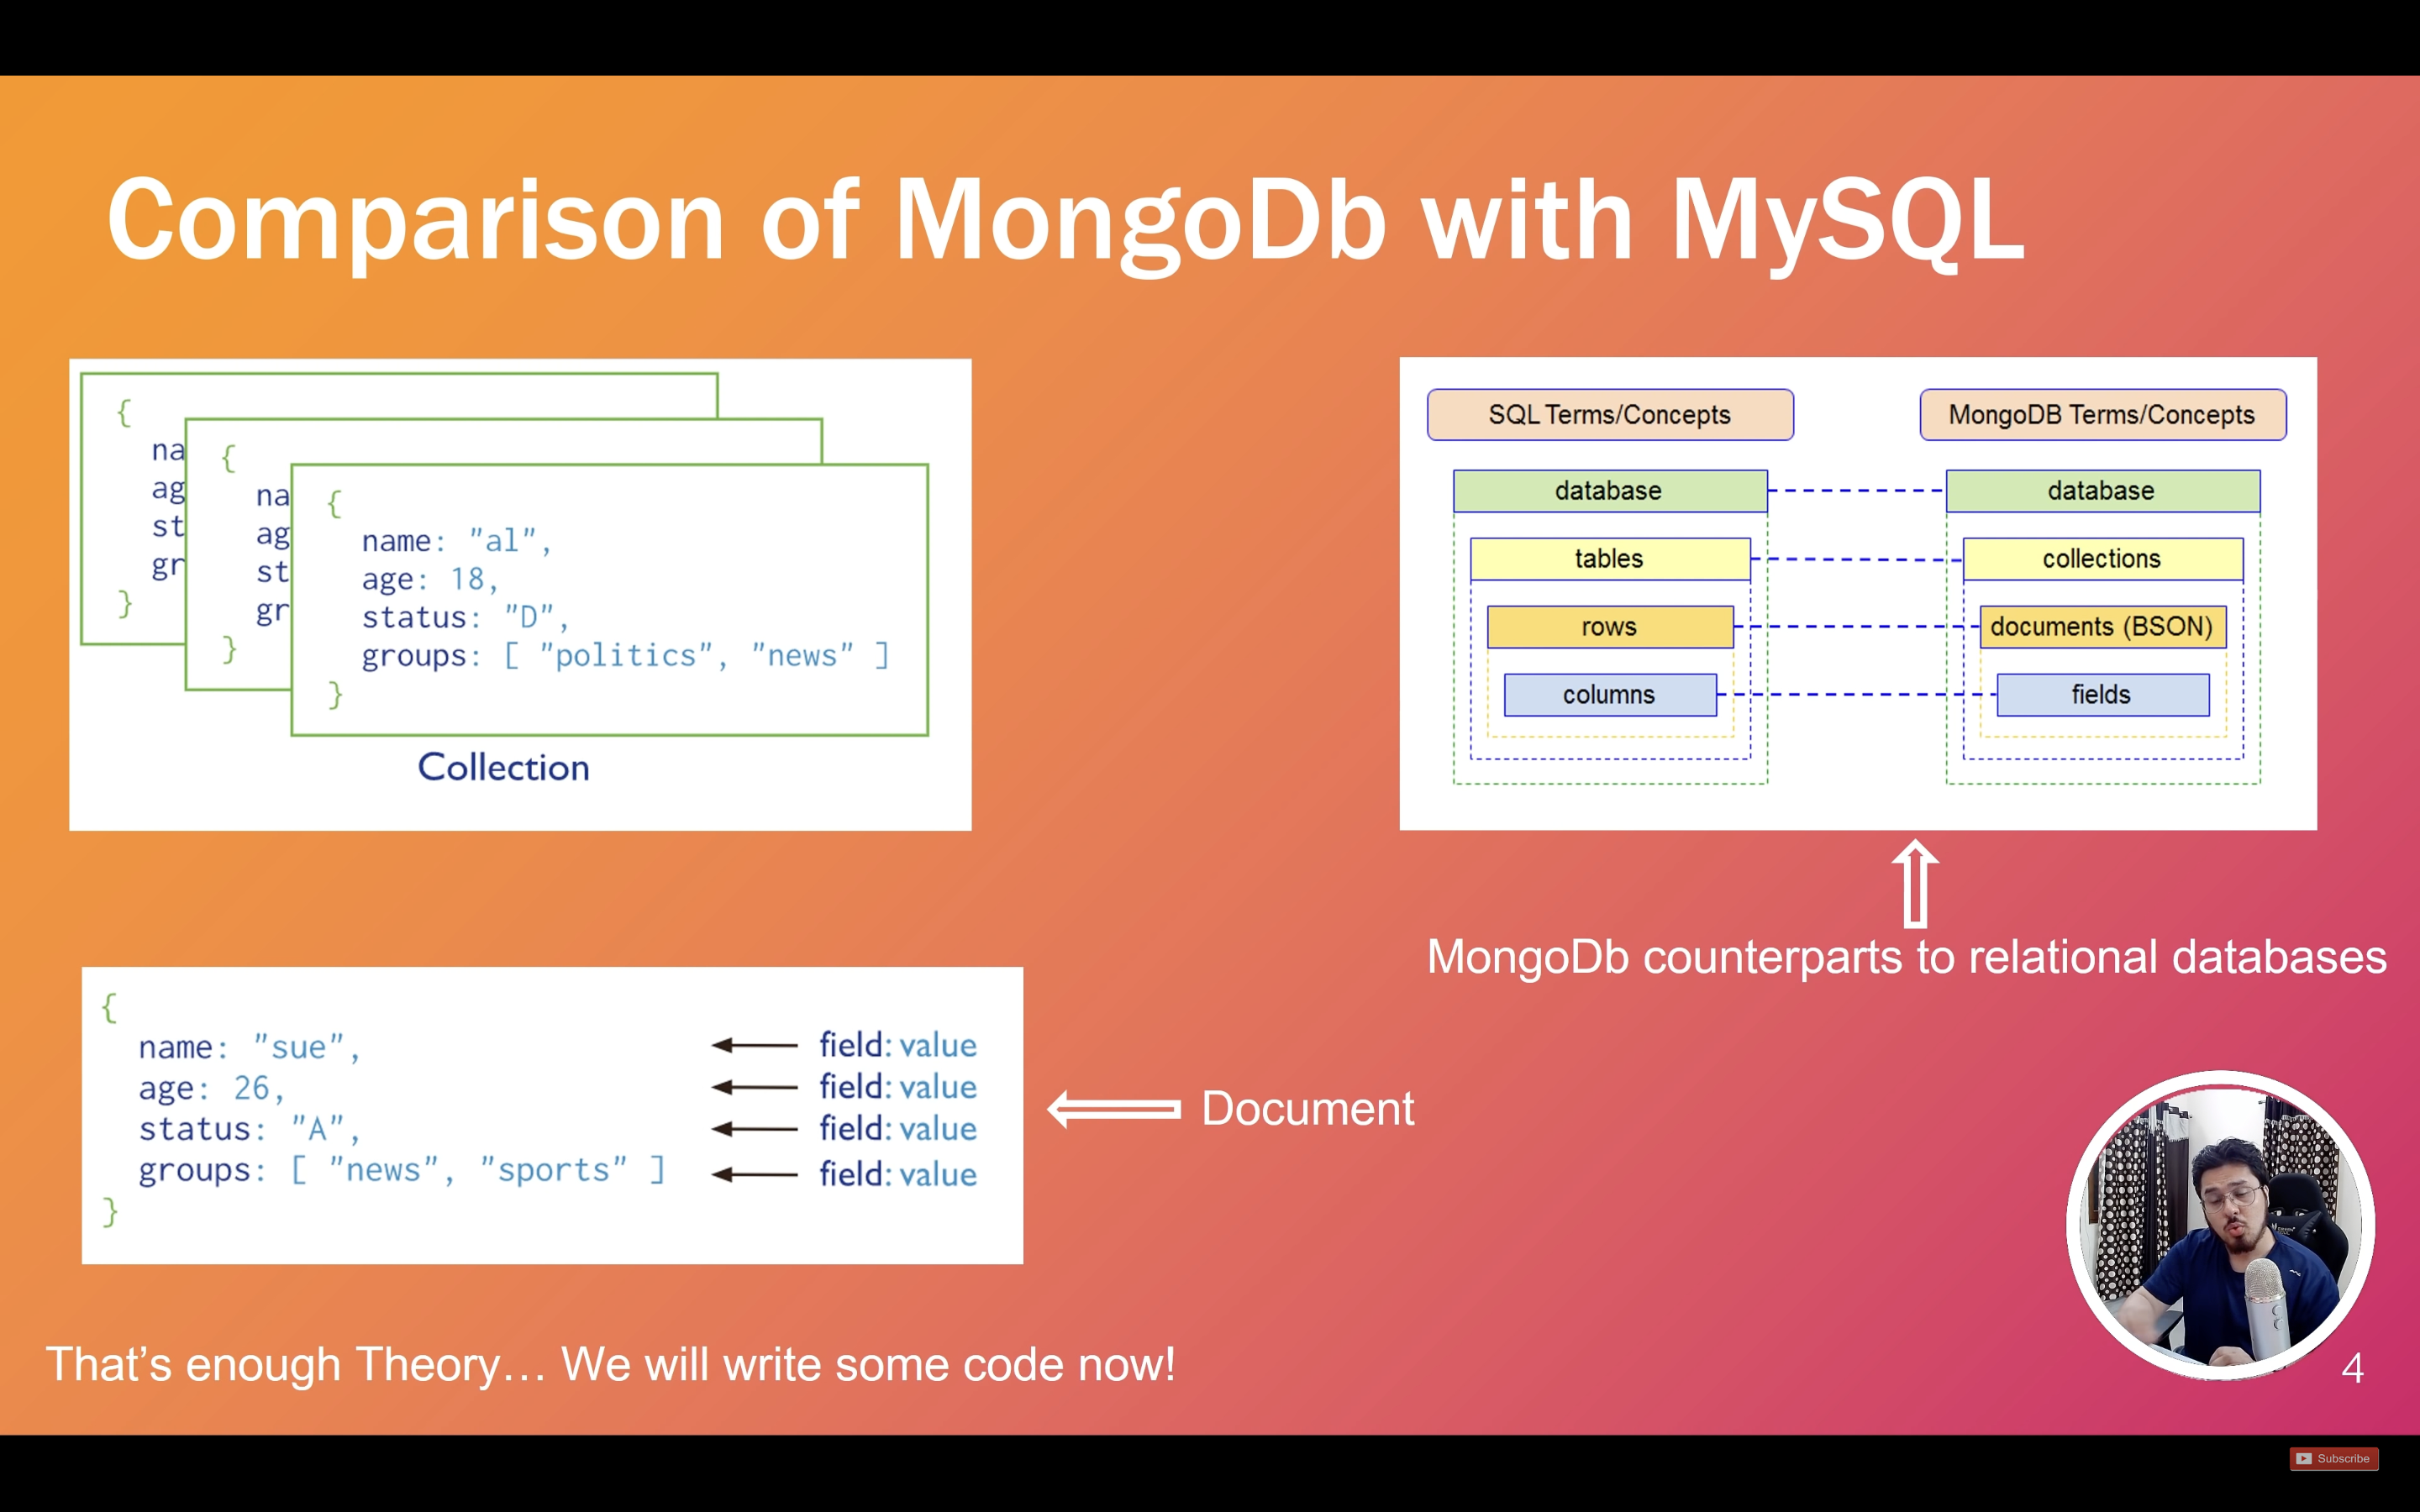 Comparison of MongoDb with MySQL
{
na
ag
st
gr
}
{
na
ag
st
gr
}
{
name: "al",
age: 18,
status: "D",
groups: [ "politics", "news" ]
}
Collection
SQL Terms/Concepts
MongoDB Terms/Concepts
database
database
tables
collections
rows
documents (BSON)
columns
fields
MongoDb counterparts to relational databases
{
name: "sue",
age: 26,
status: "A",
groups: [ "news", "sports" ]
}
field: value
field: value
field: value
field: value
Document
That's enough Theory… We will write some code now!
4
Subscribe